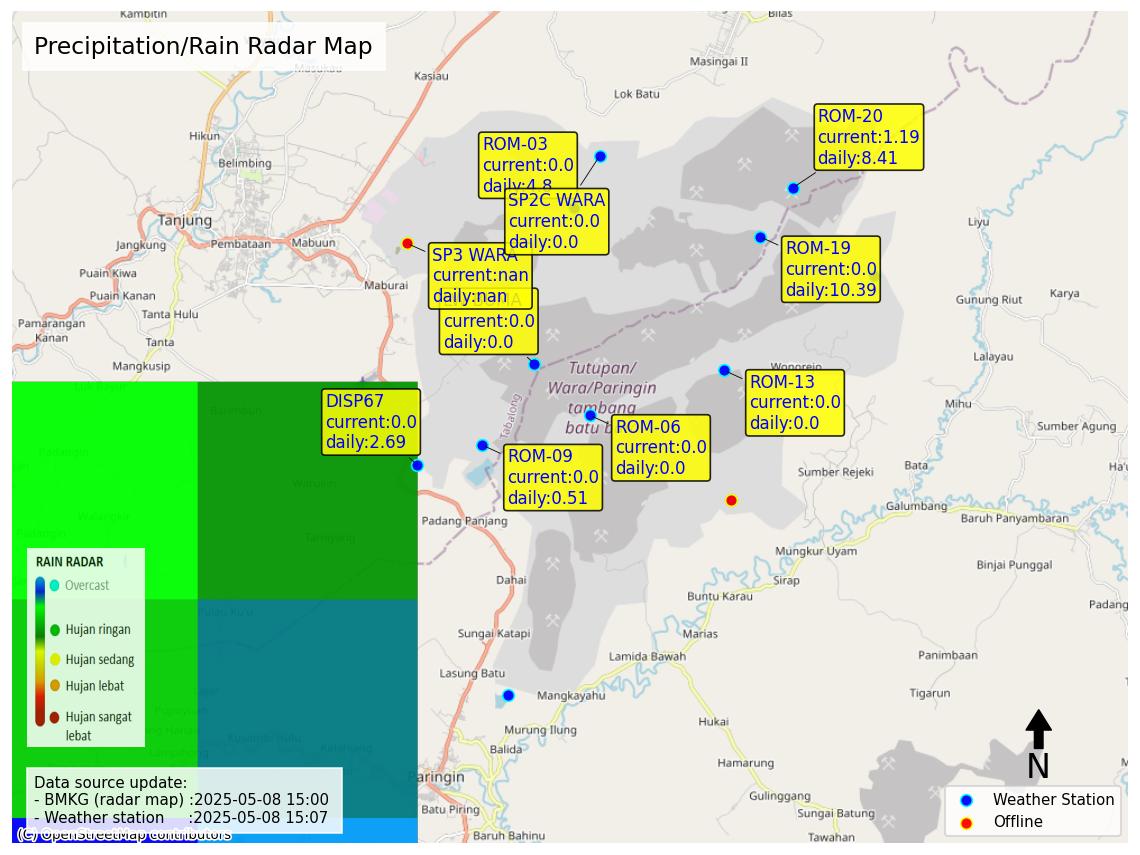 Precipitation/Rain Radar Map
Kambitin
Bilas
Masukau
Kasiau
Masingai II
Lok Batu
Hikun
Belimbing
Tanjung
Jangkung
Pembataan
Mabuun
Puain Kiwa
Puain Kanan
Maburai
Tanta Hulu
Pamarangan
Kanan
Tanta
Mangkusip
ROM-20
current:1.19
daily:8.41
ROM-03
current:0.0
daily:4.8
SP2C WARA
current:0.0
daily:0.0
SP3 WARA
current:nan
daily:nan
current:0.0
daily:0.0
ROM-19
current:0.0
daily:10.39
Liyu
Gunung Riut
Karya
Lalayau
Mihu
Wonorejo
ROM-13
current:0.0
daily:0.0
Tutupan/
Wara/Paringin
tambang
batu b
Tabalong
DISP67
current:0.0
daily:2.69
ROM-06
current:0.0
daily:0.0
ROM-09
current:0.0
daily:0.51
Sumber Agung
Sumber Rejeki
Bata
Galumbang
Baruh Panyambaran
Padang Panjang
Mungkur Uyam
Binjai Punggal
Dahai
Sirap
Buntu Karau
Padang
Sungai Katapi
Marias
Lamida Bawah
Panimbaan
Lasung Batu
Mangkayahu
Tigarun
Murung Ilung
Hukai
Balida
Hamarung
Paringin
Gulinggang
Batu Piring
Sungai Batung
Baruh Bahinu
Tawahan
RAIN RADAR
Overcast
Hujan ringan
Hujan sedang
Hujan lebat
Hujan sangat
lebat
Data source update:
- BMKG (radar map) :2025-05-08 15:00
- Weather station :2025-05-08 15:07
(C) OpenStreetMap contributors
N
Weather Station
Offline